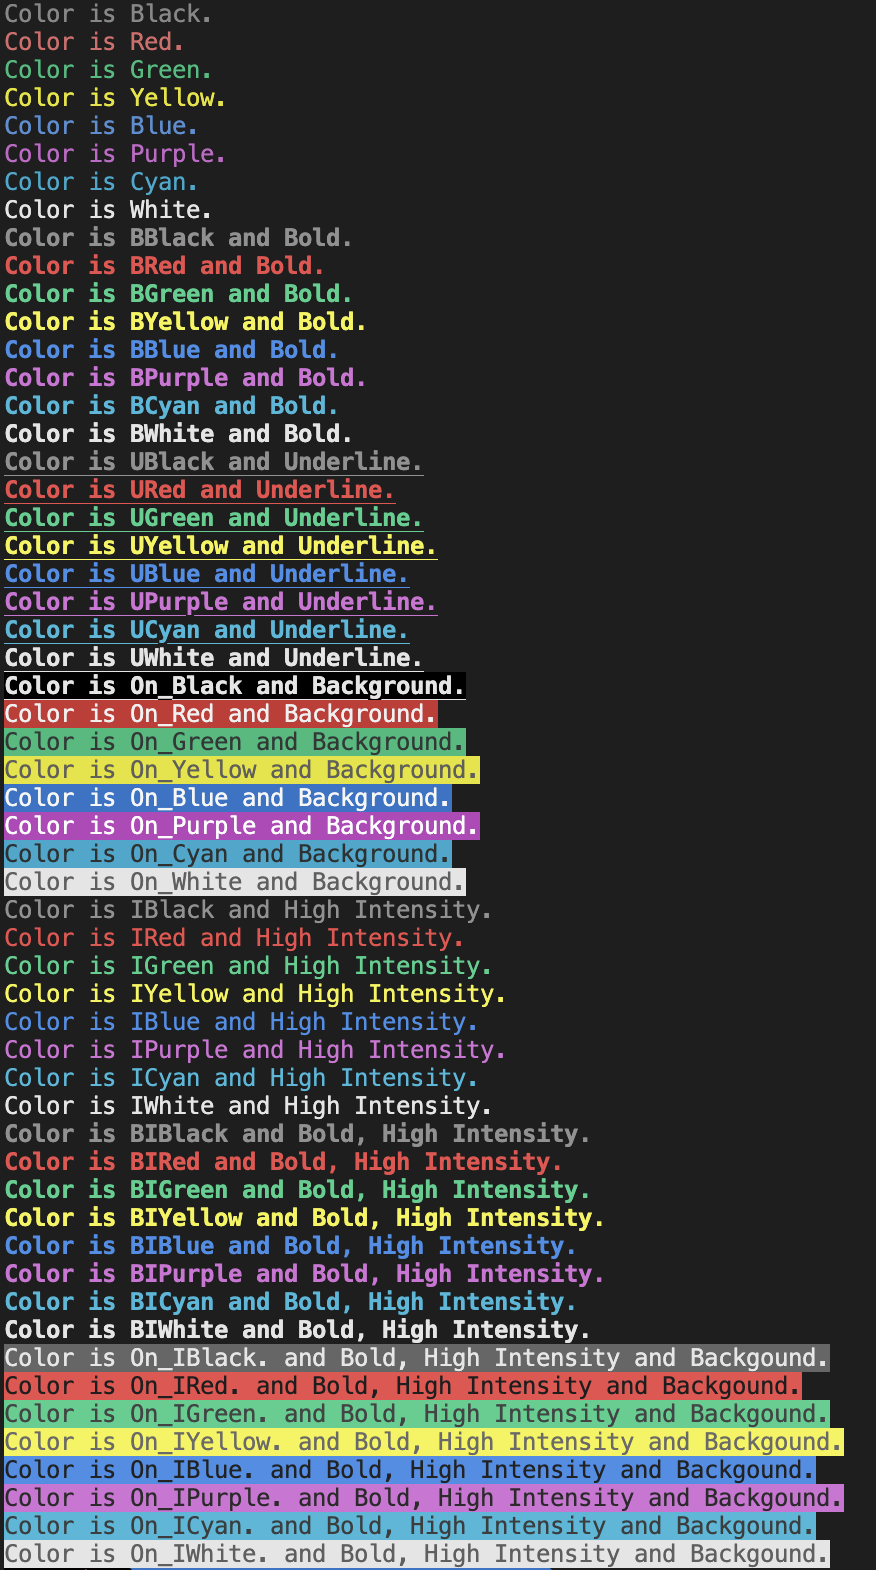 Color is Black.
Color is Red.
Color is Green.
Color is Yellow.
Color is Blue.
Color is Purple.
Color is Cyan.
Color is White.
Color is BBlack and Bold.
Color is BRed and Bold.
Color is BGreen and Bold.
Color is BYellow and Bold.
Color is BBlue and Bold.
Color is BPurple and Bold.
Color is BCyan and Bold.
Color is BWhite and Bold.
Color is UBlack and Underline.
Color is URed and Underline.
Color is UGreen and Underline.
Color is UYellow and Underline.
Color is UBlue and Underline.
Color is UPurple and Underline.
Color is UCyan and Underline.
Color is UWhite and Underline.
Color is On_Black and Background.
Color is On_Red and Background.
Color is On_Green and Background.
Color is On_Yellow and Background.
Color is On_Blue and Background.
Color is On_Purple and Background.
Color is On_Cyan and Background.
Color is On_White and Background.
Color is IBlack and High Intensity.
Color is IRed and High Intensity.
Color is IGreen and High Intensity.
Color is IYellow and High Intensity.
Color is IBlue and High Intensity.
Color is IPurple and High Intensity.
Color is ICyan and High Intensity.
Color is IWhite and High Intensity.
Color is BIBlack and Bold, High Intensity.
Color is BIRed and Bold, High Intensity.
Color is BIGreen and Bold, High Intensity.
Color is BIYellow and Bold, High Intensity.
Color is BIBlue and Bold, High Intensity.
Color is BIPurple and Bold, High Intensity.
Color is BICyan and Bold, High Intensity.
Color is BIWhite and Bold, High Intensity.
Color is On_IBlack. and Bold, High Intensity and Backgound.
Color is On_IRed. and Bold, High Intensity and Backgound.
Color is On_IGreen. and Bold, High Intensity and Backgound.
Color is On_IYellow. and Bold, High Intensity and Backgound.
Color is On_IBlue. and Bold, High Intensity and Backgound.
Color is On_IPurple. and Bold, High Intensity and Backgound.
Color is On_ICyan. and Bold, High Intensity and Backgound.
Color is On_IWhite. and Bold, High Intensity and Backgound.